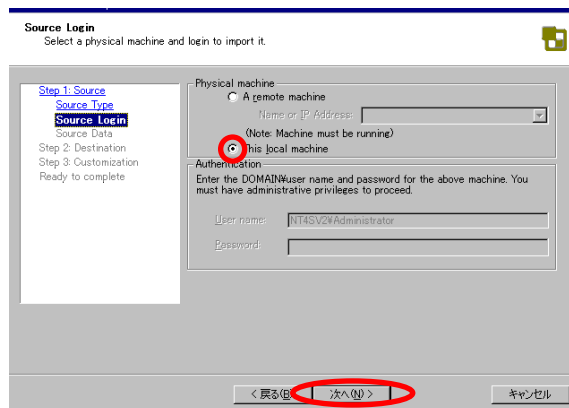 Source Login
Select a physical machine and login to import it.
Step 1: Source
Source Type
Source Login
Source Data
Step 2: Destination
Step 3: Customization
Ready to complete
Physical machine
A remote machine
Name or IP Address:
(Note: Machine must be running)
This local machine
Authentication
Enter the DOMAIN¥user name and password for the above machine. You
must have administrative privileges to proceed.
User name: NT4SV2¥Administrator
Password:
< 戻る(B) 次へ(N) > キャンセル